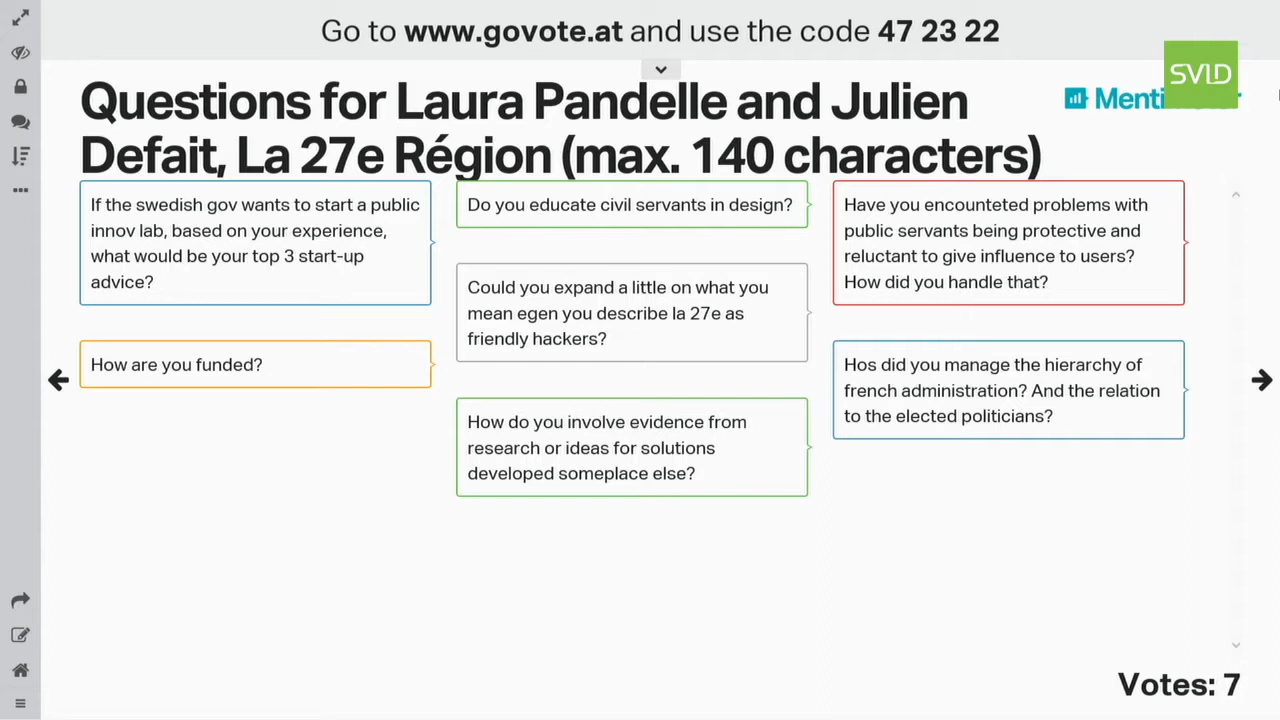 Go to www.govote.at and use the code 47 23 22
SVID
Questions for Laura Pandelle and Julien
Defait, La 27e Région (max. 140 characters)
If the swedish gov wants to start a public
innov lab, based on your experience,
what would be your top 3 start-up
advice?
How are you funded?
Do you educate civil servants in design?
Could you expand a little on what you
mean egen you describe la 27e as
friendly hackers?
How do you involve evidence from
research or ideas for solutions
developed someplace else?
Have you encounteted problems with
public servants being protective and
reluctant to give influence to users?
How did you handle that?
Hos did you manage the hierarchy of
french administration? And the relation
to the elected politicians?
Votes: 7